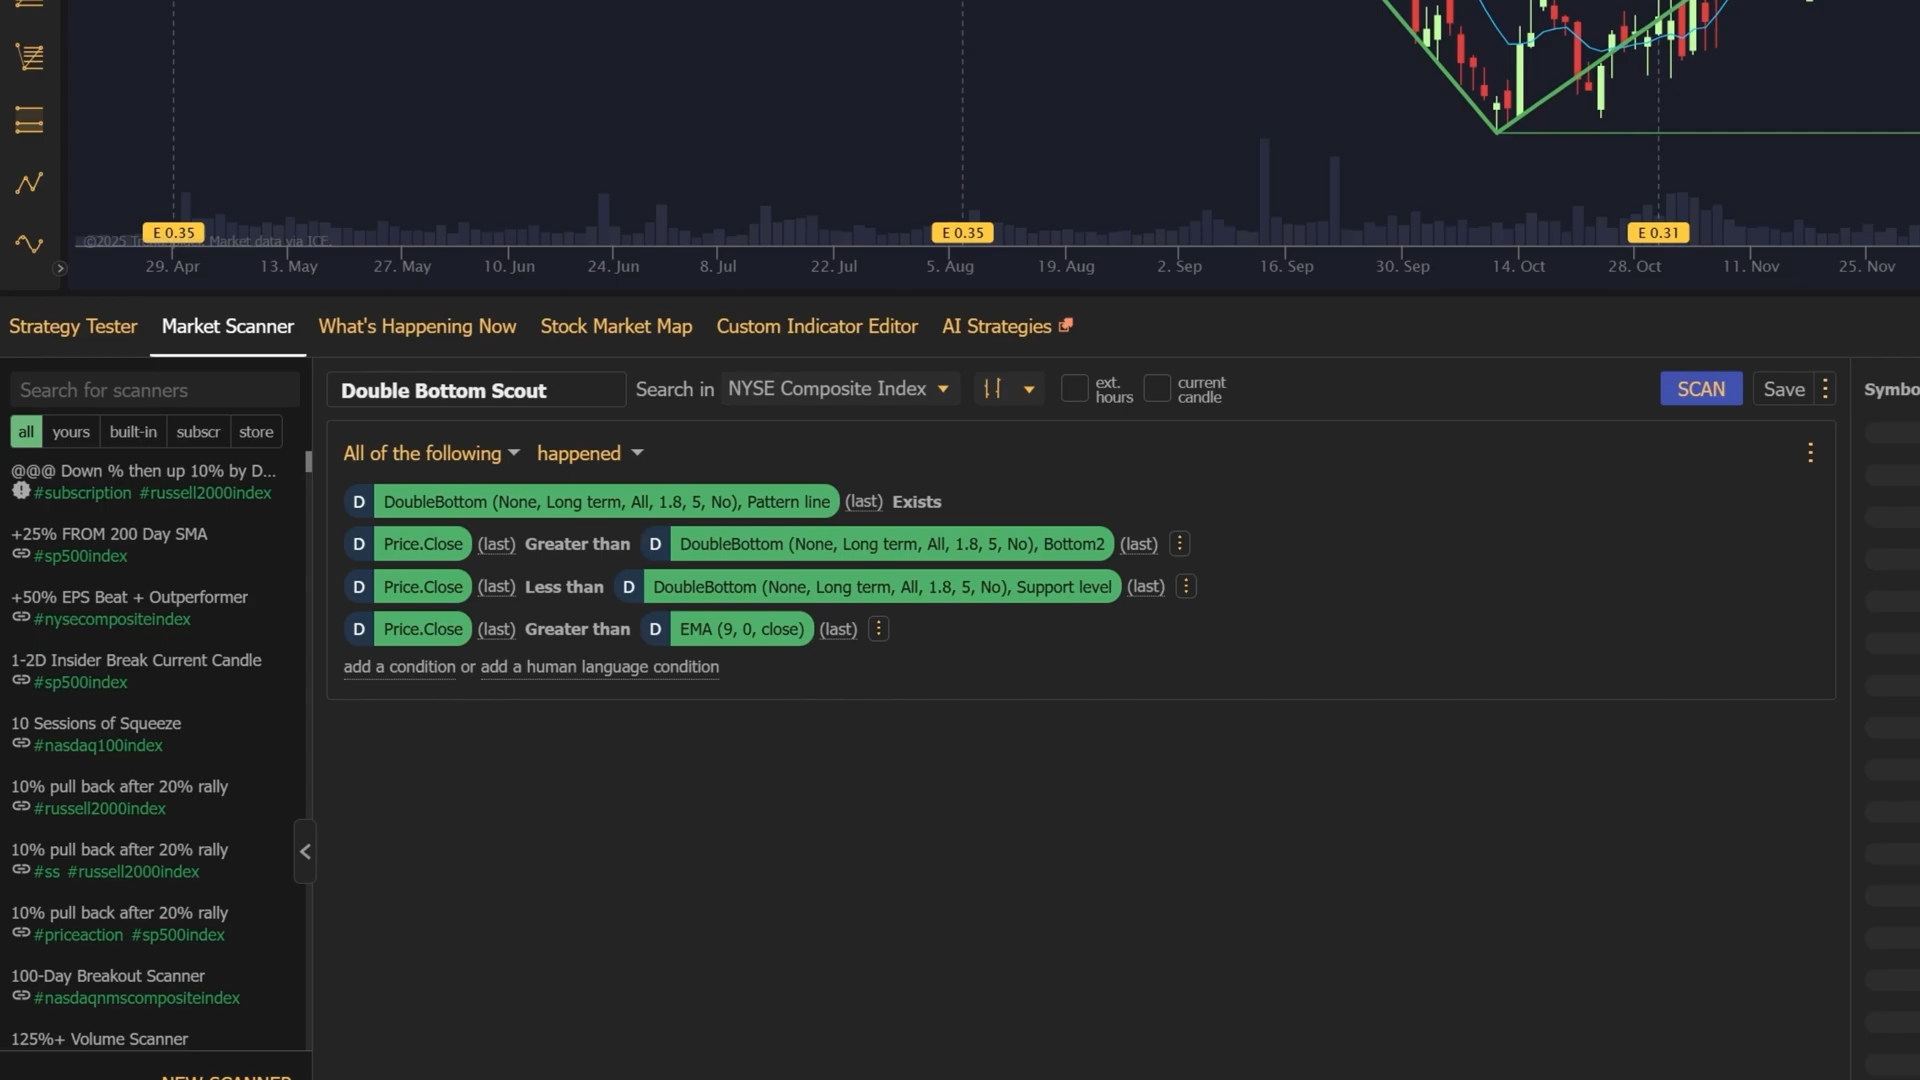 E 0.35
E 0.35
E 0.31
Market data via ICE.
29. Apr
13. May
27. May
10. Jun
24. Jun
8. Jul
22. Jul
5. Aug
19. Aug
2. Sep
16. Sep
30. Sep
14. Oct
28. Oct
11. Nov
25. Nov
Strategy Tester
Market Scanner
What's Happening Now
Stock Market Map
Custom Indicator Editor
AI Strategies
Search for scanners
all
yours
built-in
subscr
store
@@@ Down % then up 10% by D...
#subscription #russell2000index
+25% FROM 200 Day SMA
#sp500index
+50% EPS Beat + Outperformer
#nysecompositeindex
1-2D Insider Break Current Candle
#sp500index
10 Sessions of Squeeze
#nasdaq100index
10% pull back after 20% rally
#russell2000index
10% pull back after 20% rally
#ss #russell2000index
10% pull back after 20% rally
#priceaction #sp500index
100-Day Breakout Scanner
#nasdaqnmscompositeindex
125%+ Volume Scanner
NEW SCANNER
Double Bottom Scout
Search in NYSE Composite Index
ext.
hours
current
candle
SCAN
Save
Symbo
All of the following happened
D DoubleBottom (None, Long term, All, 1.8, 5, No), Pattern line (last) Exists
D Price.Close (last) Greater than D DoubleBottom (None, Long term, All, 1.8, 5, No), Bottom2 (last)
D Price.Close (last) Less than D DoubleBottom (None, Long term, All, 1.8, 5, No), Support level (last)
D Price.Close (last) Greater than D EMA (9, 0, close) (last)
add a condition or add a human language condition